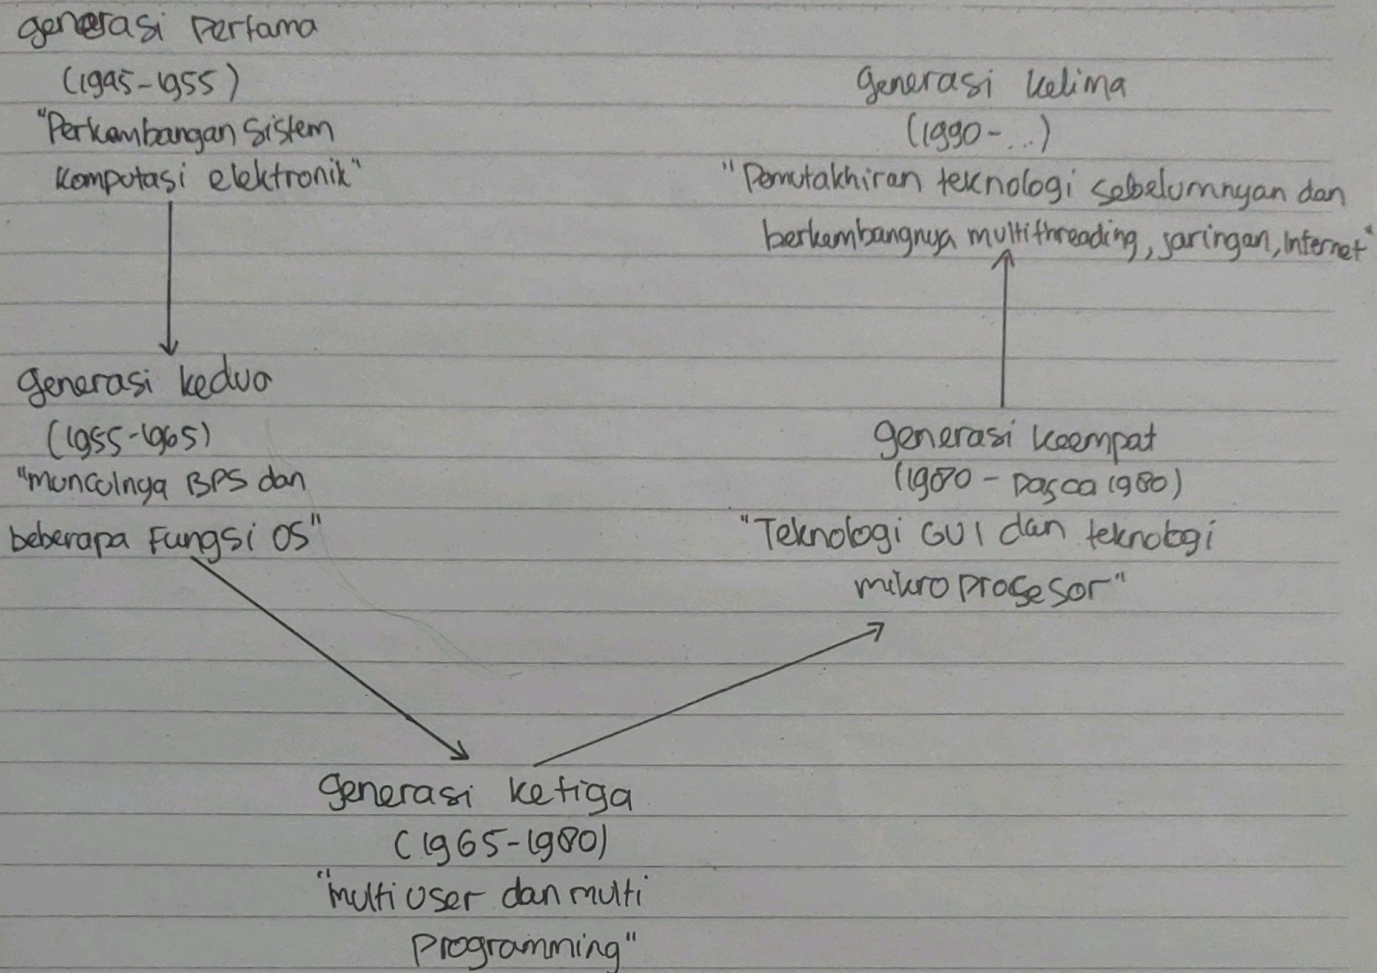 generasi Pertama
(1945-1955)
"Perkembangan Sistem
Komputasi elektronik"
generasi kedua
(1955-1965)
"munculnya BPS dan
beberapa Fungsi OS"
generasi ketiga
(1965-1980)
"multi user dan multi
Programming"
generasi keempat
(1980 - Pasca 1980)
"Teknologi GUI dan teknologi
mikro prosesor"
Generasi kelima
(1990-...)
"Pemutakhiran teknologi sebelumnyan dan
berkembangnya multithreading, jaringan, Internet"